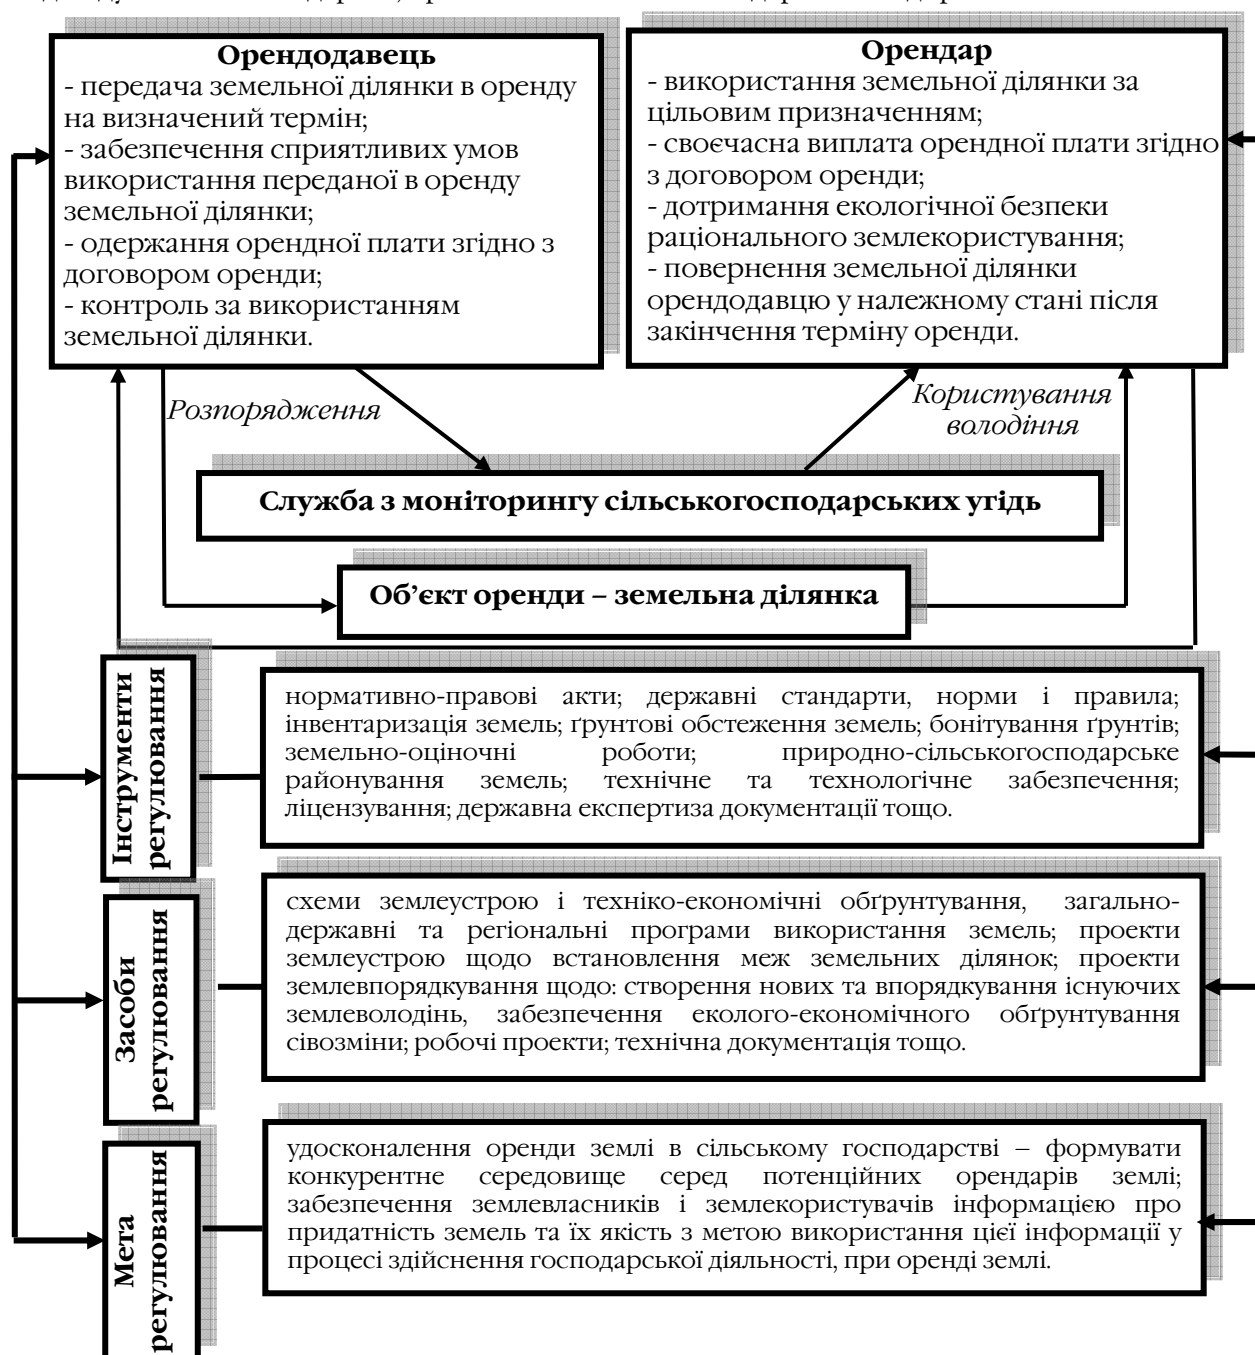 Орендодавець
- передача земельної ділянки в оренду
на визначений термін;
- забезпечення сприятливих умов
використання переданої в оренду
земельної ділянки;
- одержання орендної плати згідно з
договором оренди;
- контроль за використанням
земельної ділянки.
Орендар
- використання земельної ділянки за
цільовим призначенням;
- своєчасна виплата орендної плати згідно
з договором оренди;
- дотримання екологічної безпеки
раціонального землекористування;
- повернення земельної ділянки
орендодавцю у належному стані після
закінчення терміну оренди.
Розпорядження
Користування
володіння
Служба з моніторингу сільськогосподарських угідь
Об’єкт оренди – земельна ділянка
Інструменти
регулювання
нормативно-правові акти; державні стандарти, норми і правила;
інвентаризація земель; ґрунтові обстеження земель; бонітування ґрунтів;
земельно-оціночні роботи; природно-сільськогосподарське
районування земель; технічне та технологічне забезпечення;
ліцензування; державна експертиза документації тощо.
Засоби
регулювання
схеми землеустрою і техніко-економічні обґрунтування, загально-
державні та регіональні програми використання земель; проекти
землеустрою щодо встановлення меж земельних ділянок; проекти
землевпорядкування щодо: створення нових та впорядкування існуючих
землеволодінь, забезпечення еколого-економічного обґрунтування
сівозміни; робочі проекти; технічна документація тощо.
Мета
регулювання
удосконалення оренди землі в сільському господарстві – формувати
конкурентне середовище серед потенційних орендарів землі;
забезпечення землевласників і землекористувачів інформацією про
придатність земель та їх якість з метою використання цієї інформації у
процесі здійснення господарської діяльності, при оренді землі.